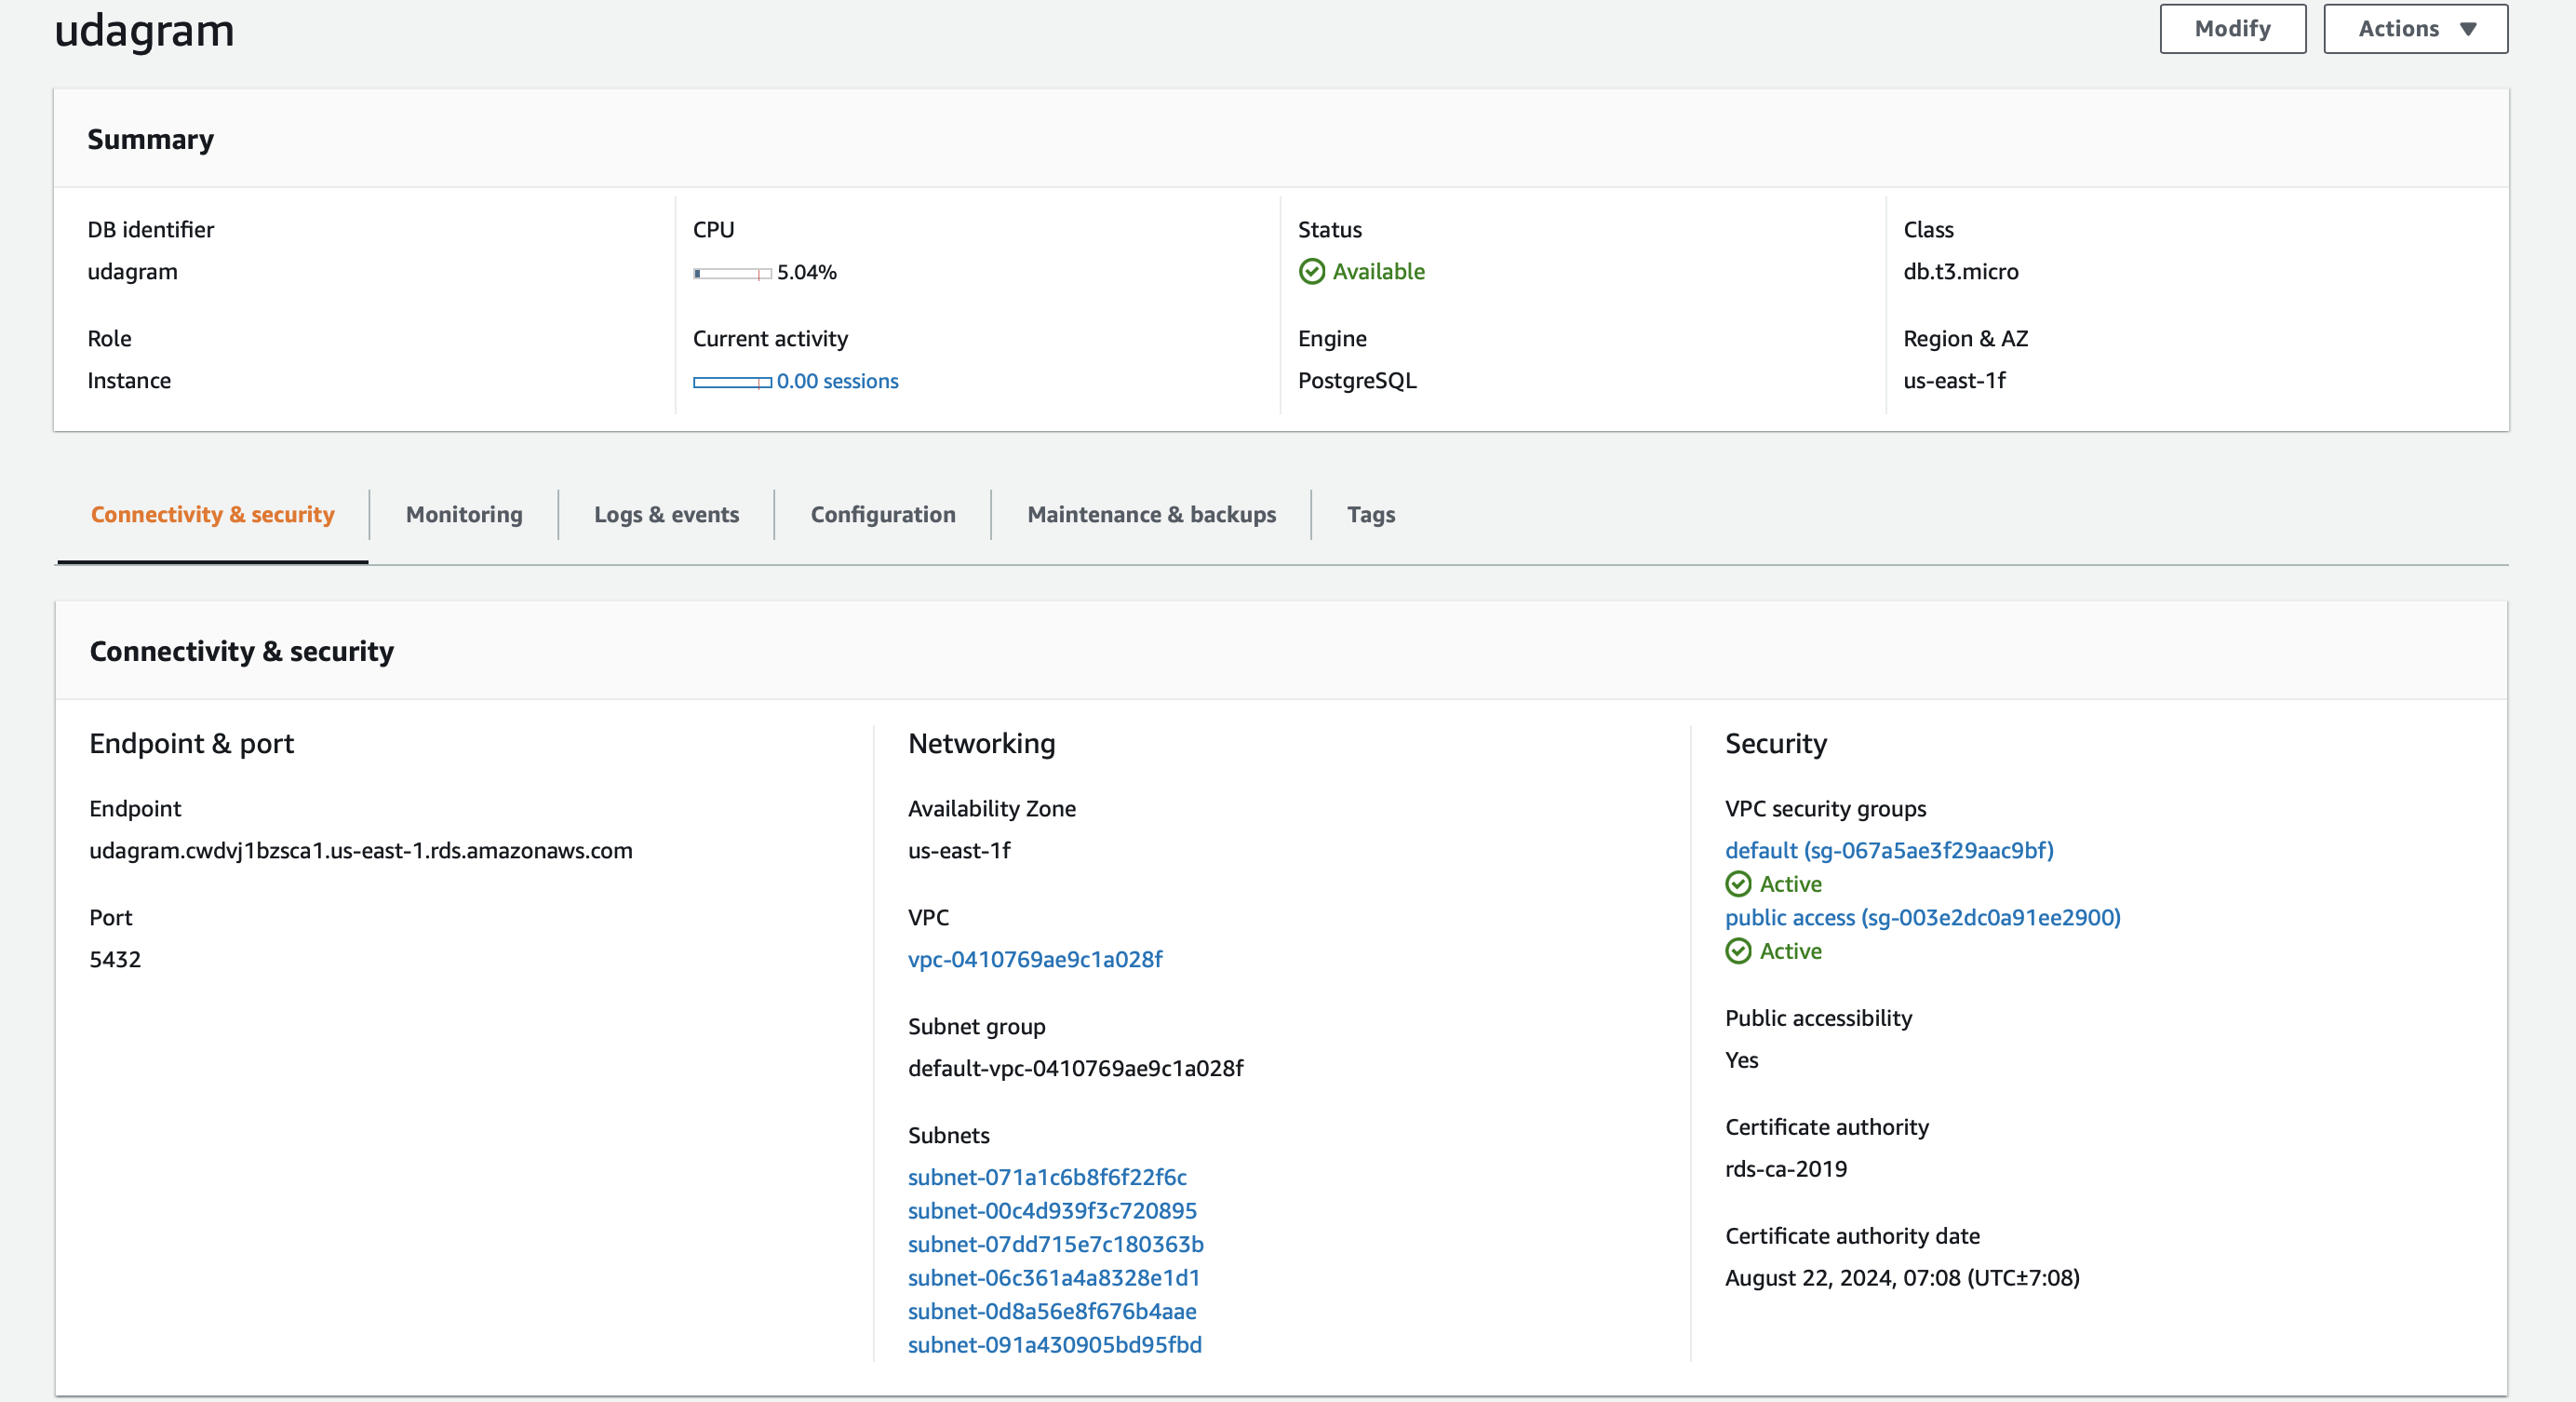 udagram
Modify
Actions
Summary
DB identifier
udagram
CPU
5.04%
Status
Available
Class
db.t3.micro
Role
Instance
Current activity
0.00 sessions
Engine
PostgreSQL
Region & AZ
us-east-1f
Connectivity & security
Monitoring
Logs & events
Configuration
Maintenance & backups
Tags
Connectivity & security
Endpoint & port
Endpoint
udagram.cwdvj1bzsca1.us-east-1.rds.amazonaws.com
Port
5432
Networking
Availability Zone
us-east-1f
VPC
vpc-0410769ae9c1a028f
Subnet group
default-vpc-0410769ae9c1a028f
Subnets
subnet-071a1c6b8f6f22f6c
subnet-00c4d939f3c720895
subnet-07dd715e7c180363b
subnet-06c361a4a8328e1d1
subnet-0d8a56e8f676b4aae
subnet-091a430905bd95fbd
Security
VPC security groups
default (sg-067a5ae3f29aac9bf)
Active
public access (sg-003e2dc0a91ee2900)
Active
Public accessibility
Yes
Certificate authority
rds-ca-2019
Certificate authority date
August 22, 2024, 07:08 (UTC±7:08)